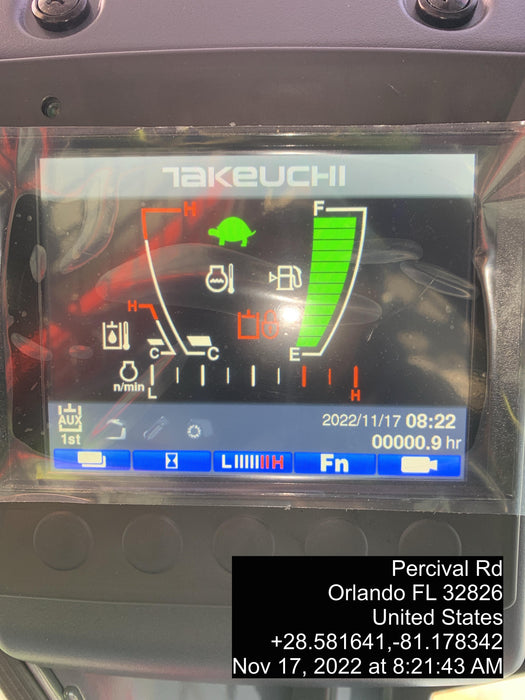 TAKEUCHI
H
F
H
C
C
E
n/min
L
H
AUX
1st
2022/11/17 08:22
00000.9 hr
L H
Fn
Percival Rd
Orlando FL 32826
United States
+28.581641,-81.178342
Nov 17, 2022 at 8:21:43 AM